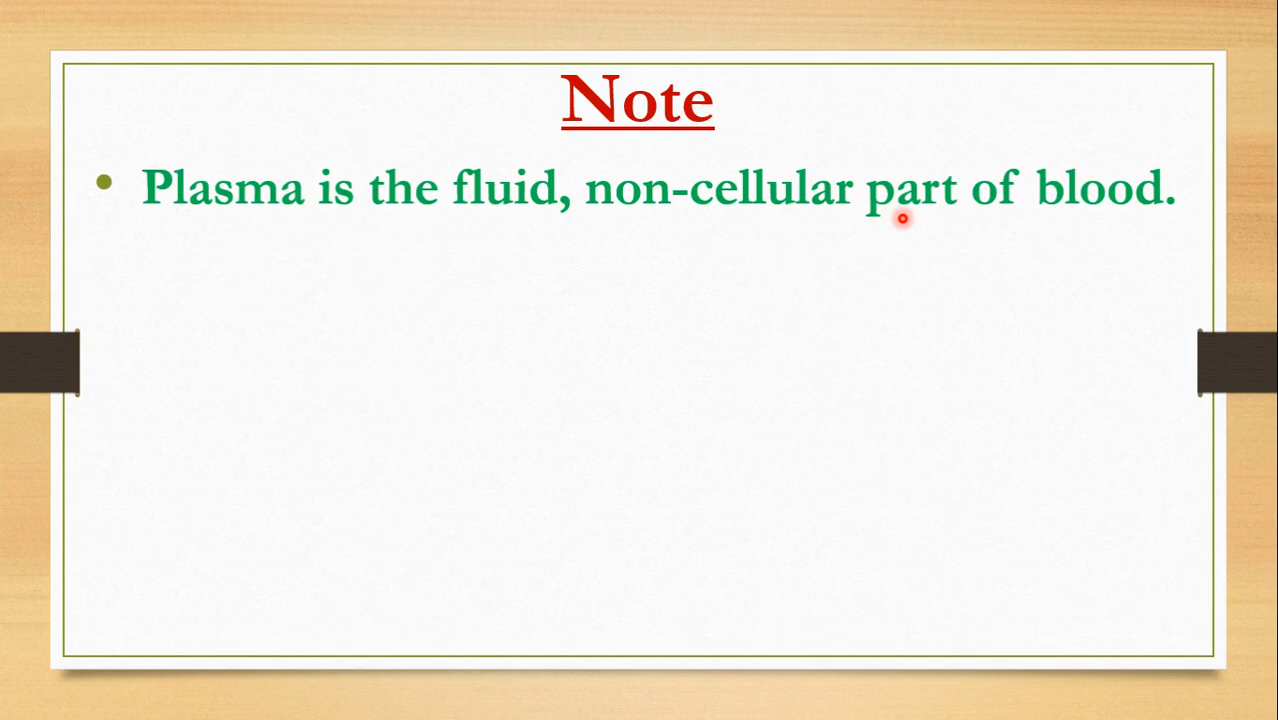 Note
• Plasma is the fluid, non-cellular part of blood.